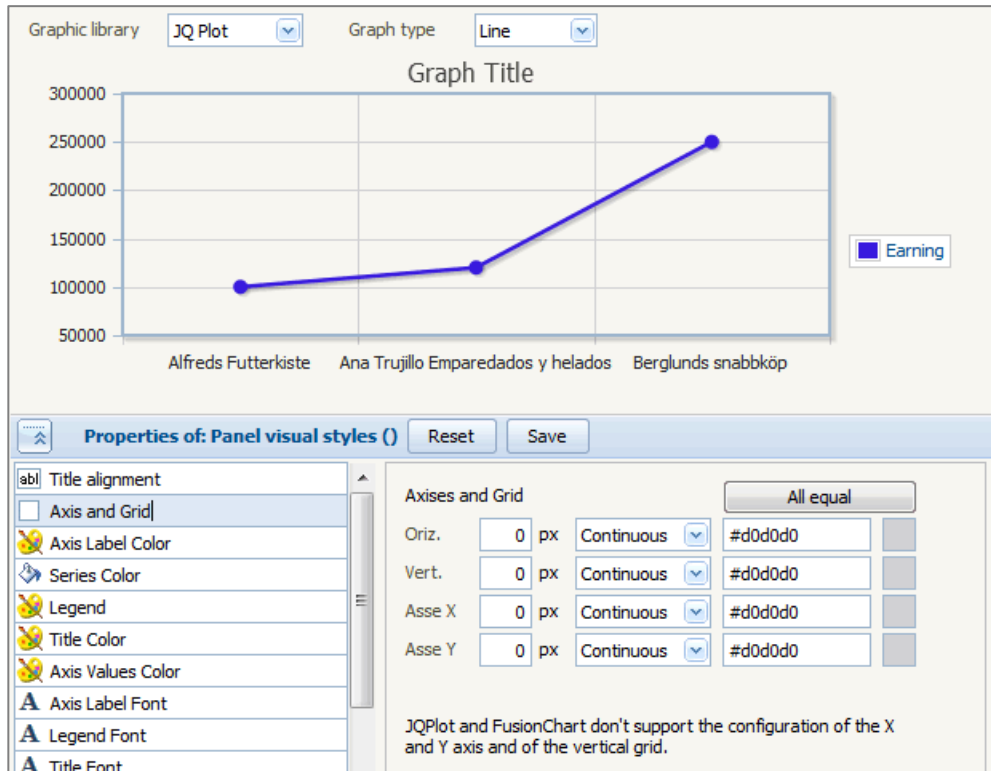 Graphic library JQ Plot Graph type Line
Graph Title
300000
250000
200000
150000
100000
50000
Earning
Alfreds Futterkiste Ana Trujillo Emparedados y helados Berglunds snabbköp
Properties of: Panel visual styles () Reset Save
abl Title alignment
Axis and Grid
Axis Label Color
Series Color
Legend
Title Color
Axis Values Color
A Axis Label Font
A Legend Font
A Title Font
Axises and Grid All equal
Oriz. 0 px Continuous #d0d0d0
Vert. 0 px Continuous #d0d0d0
Asse X 0 px Continuous #d0d0d0
Asse Y 0 px Continuous #d0d0d0
JQPlot and FusionChart don't support the configuration of the X
and Y axis and of the vertical grid.